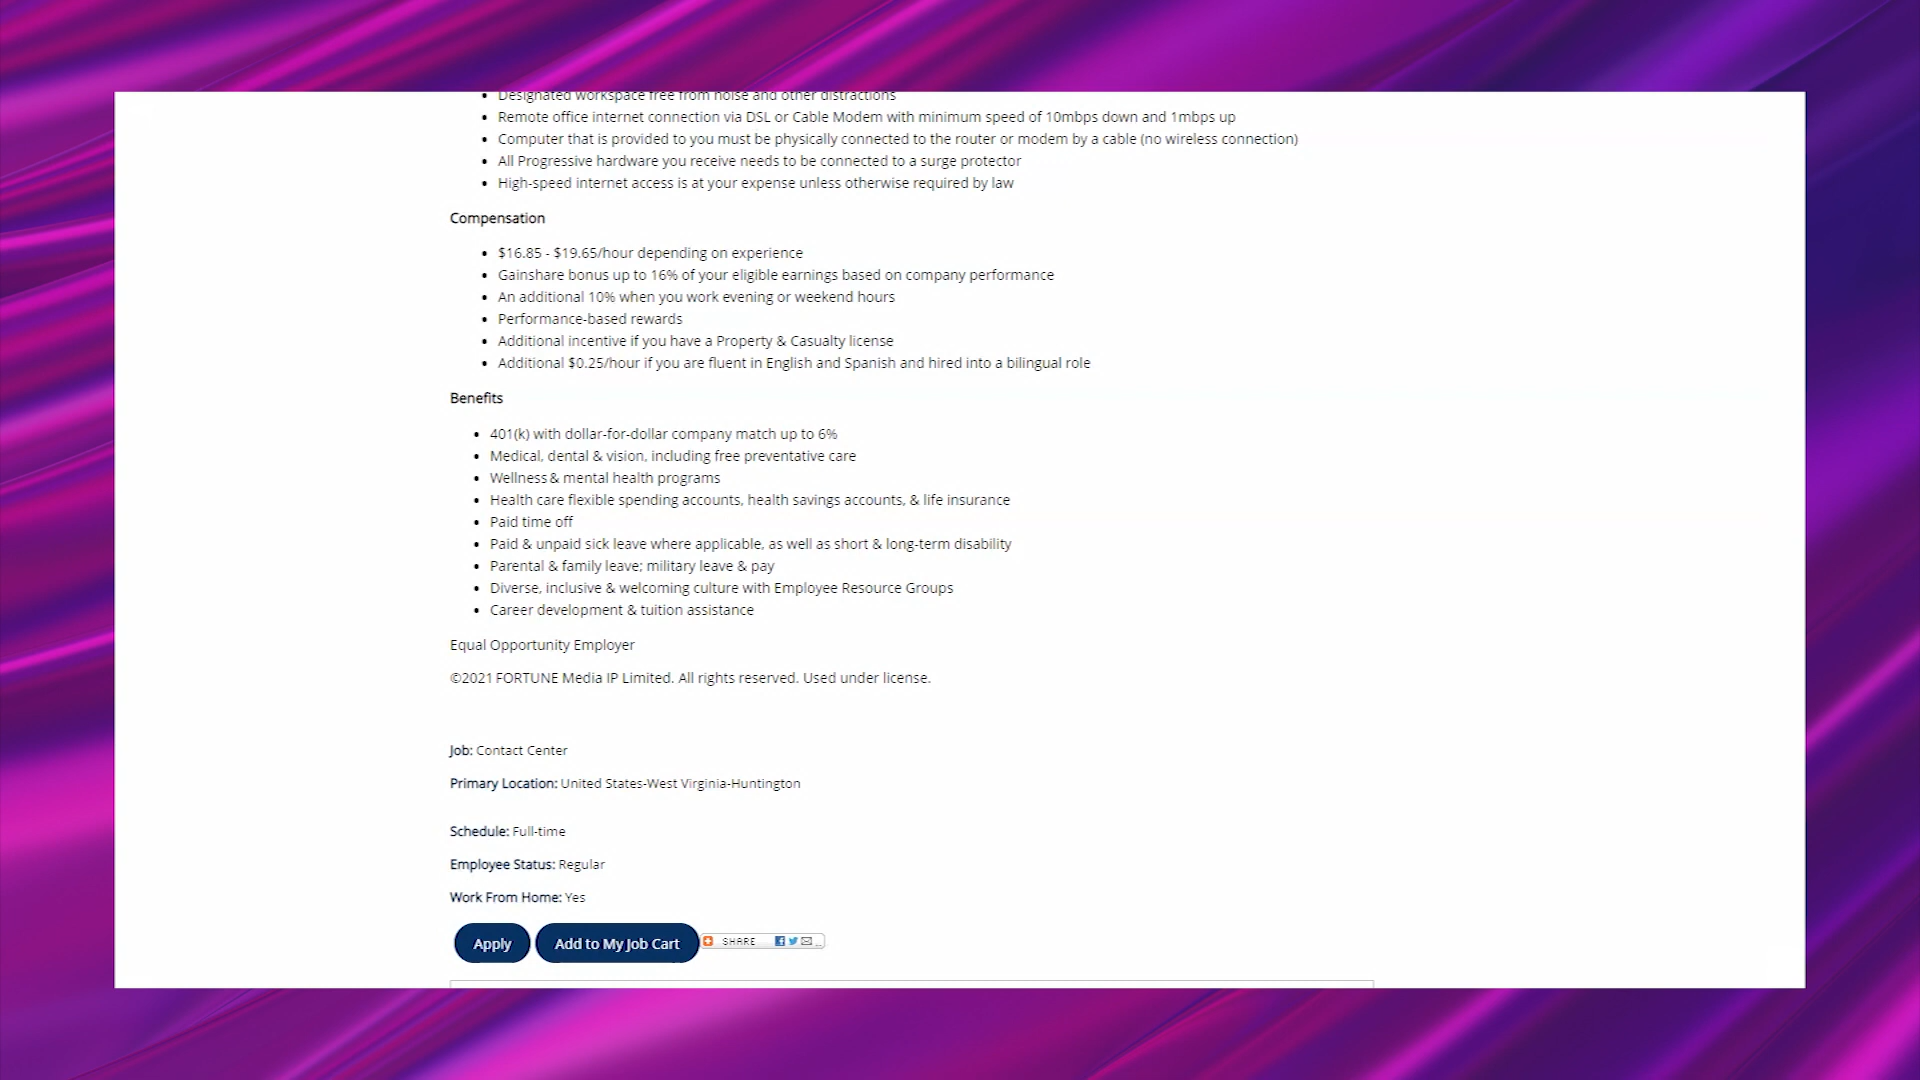 Designated workspace free from noise and other distractions
Remote office internet connection via DSL or Cable Modem with minimum speed of 10mbps down and 1mbps up
Computer that is provided to you must be physically connected to the router or modem by a cable (no wireless connection)
All Progressive hardware you receive needs to be connected to a surge protector
High-speed internet access is at your expense unless otherwise required by law
Compensation
$16.85 - $19.65/hour depending on experience
Gainshare bonus up to 16% of your eligible earnings based on company performance
An additional 10% when you work evening or weekend hours
Performance-based rewards
Additional incentive if you have a Property & Casualty license
Additional $0.25/hour if you are fluent in English and Spanish and hired into a bilingual role
Benefits
401(k) with dollar-for-dollar company match up to 6%
Medical, dental & vision, including free preventative care
Wellness & mental health programs
Health care flexible spending accounts, health savings accounts, & life insurance
Paid time off
Paid & unpaid sick leave where applicable, as well as short & long-term disability
Parental & family leave; military leave & pay
Diverse, inclusive & welcoming culture with Employee Resource Groups
Career development & tuition assistance
Equal Opportunity Employer
©2021 FORTUNE Media IP Limited. All rights reserved. Used under license.
Job: Contact Center
Primary Location: United States-West Virginia-Huntington
Schedule: Full-time
Employee Status: Regular
Work From Home: Yes
Apply Add to My Job Cart SHARE